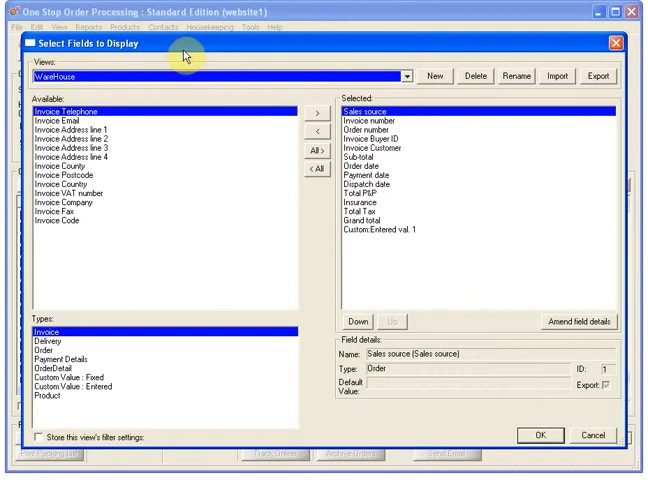 One Stop Order Processing : Standard Edition (website1)
File Edit View Reports Products Contacts Housekeeping Tools Help
Select Fields to Display
Views:
WareHouse
New Delete Rename Import Export
Available:
Invoice Telephone
Invoice Email
Invoice Address line 1
Invoice Address line 2
Invoice Address line 3
Invoice Address line 4
Invoice County
Invoice Postcode
Invoice Country
Invoice VAT number
Invoice Company
Invoice Fax
Invoice Code
>
<
All >
< All
Selected:
Sales source
Invoice number
Order number
Invoice Buyer ID
Invoice Customer
Sub-total
Order date
Payment date
Dispatch date
Total P&P
Insurance
Total Tax
Grand total
Custom:Entered val. 1
Down Up Amend field details
Types:
Invoice
Delivery
Order
Payment Details
OrderDetail
Custom Value : Fixed
Custom Value : Entered
Product
Field details:
Name: Sales source (Sales source)
Type: Order ID: 1
Default Value: Export:
Store this view's filter settings:
OK Cancel
Print Packing List Track Online Archive Orders Send Email